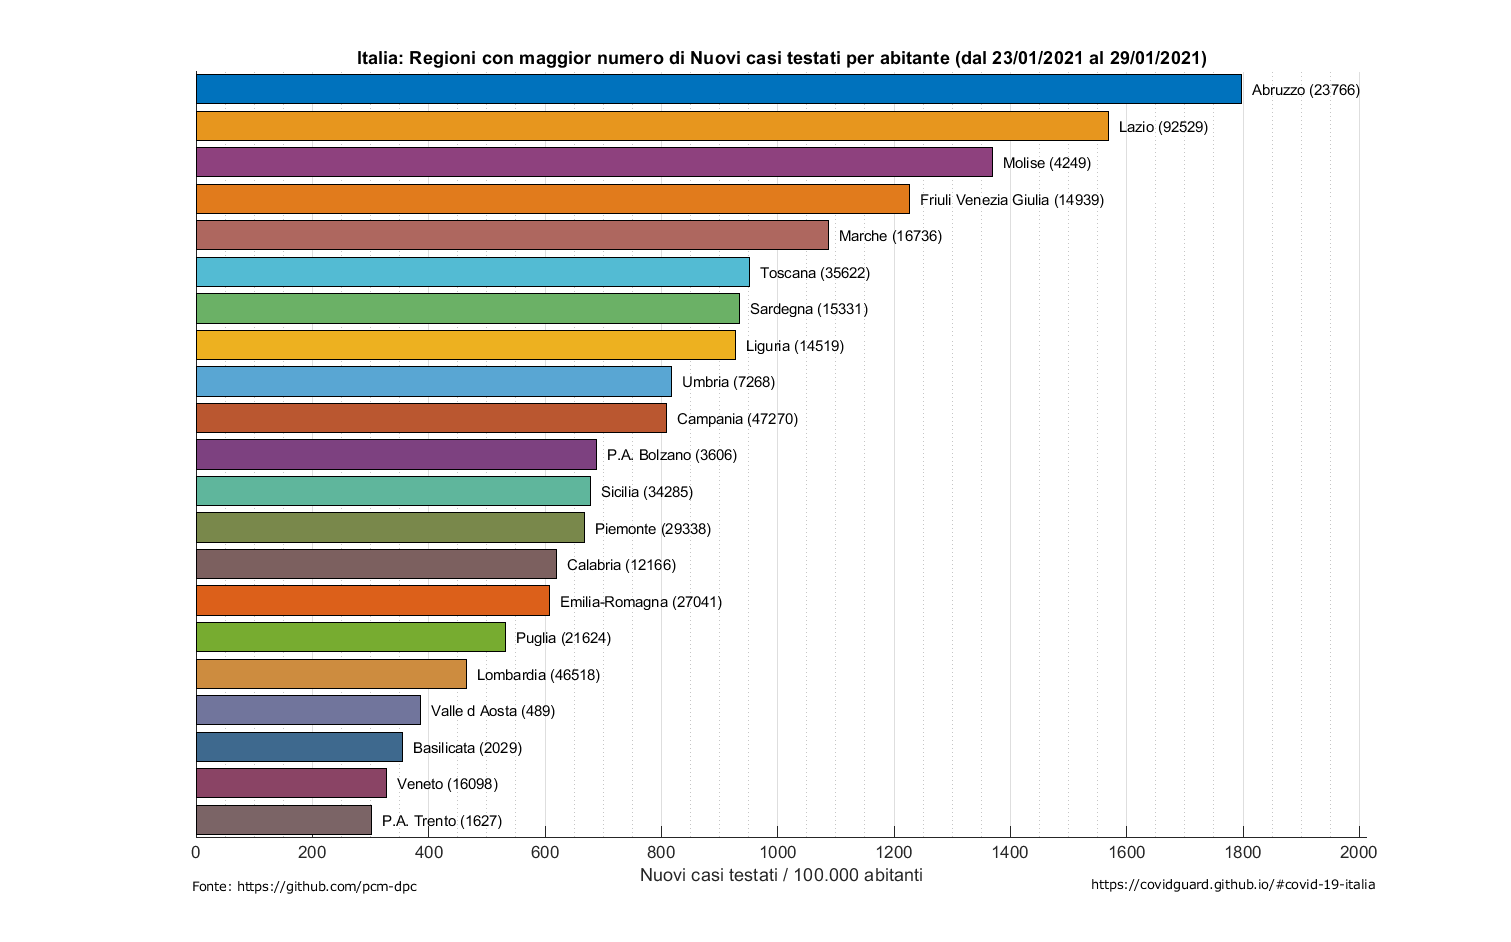 Italia: Regioni con maggior numero di Nuovi casi testati per abitante (dal 23/01/2021 al 29/01/2021)
Abruzzo (23766)
Lazio (92529)
Molise (4249)
Friuli Venezia Giulia (14939)
Marche (16736)
Toscana (35622)
Sardegna (15331)
Liguria (14519)
Umbria (7268)
Campania (47270)
P.A. Bolzano (3606)
Sicilia (34285)
Piemonte (29338)
Calabria (12166)
Emilia-Romagna (27041)
Puglia (21624)
Lombardia (46518)
Valle d Aosta (489)
Basilicata (2029)
Veneto (16098)
P.A. Trento (1627)
0 200 400 600 800 1000 1200 1400 1600 1800 2000
Nuovi casi testati / 100.000 abitanti
Fonte: https://github.com/pcm-dpc
https://covidguard.github.io/#covid-19-italia